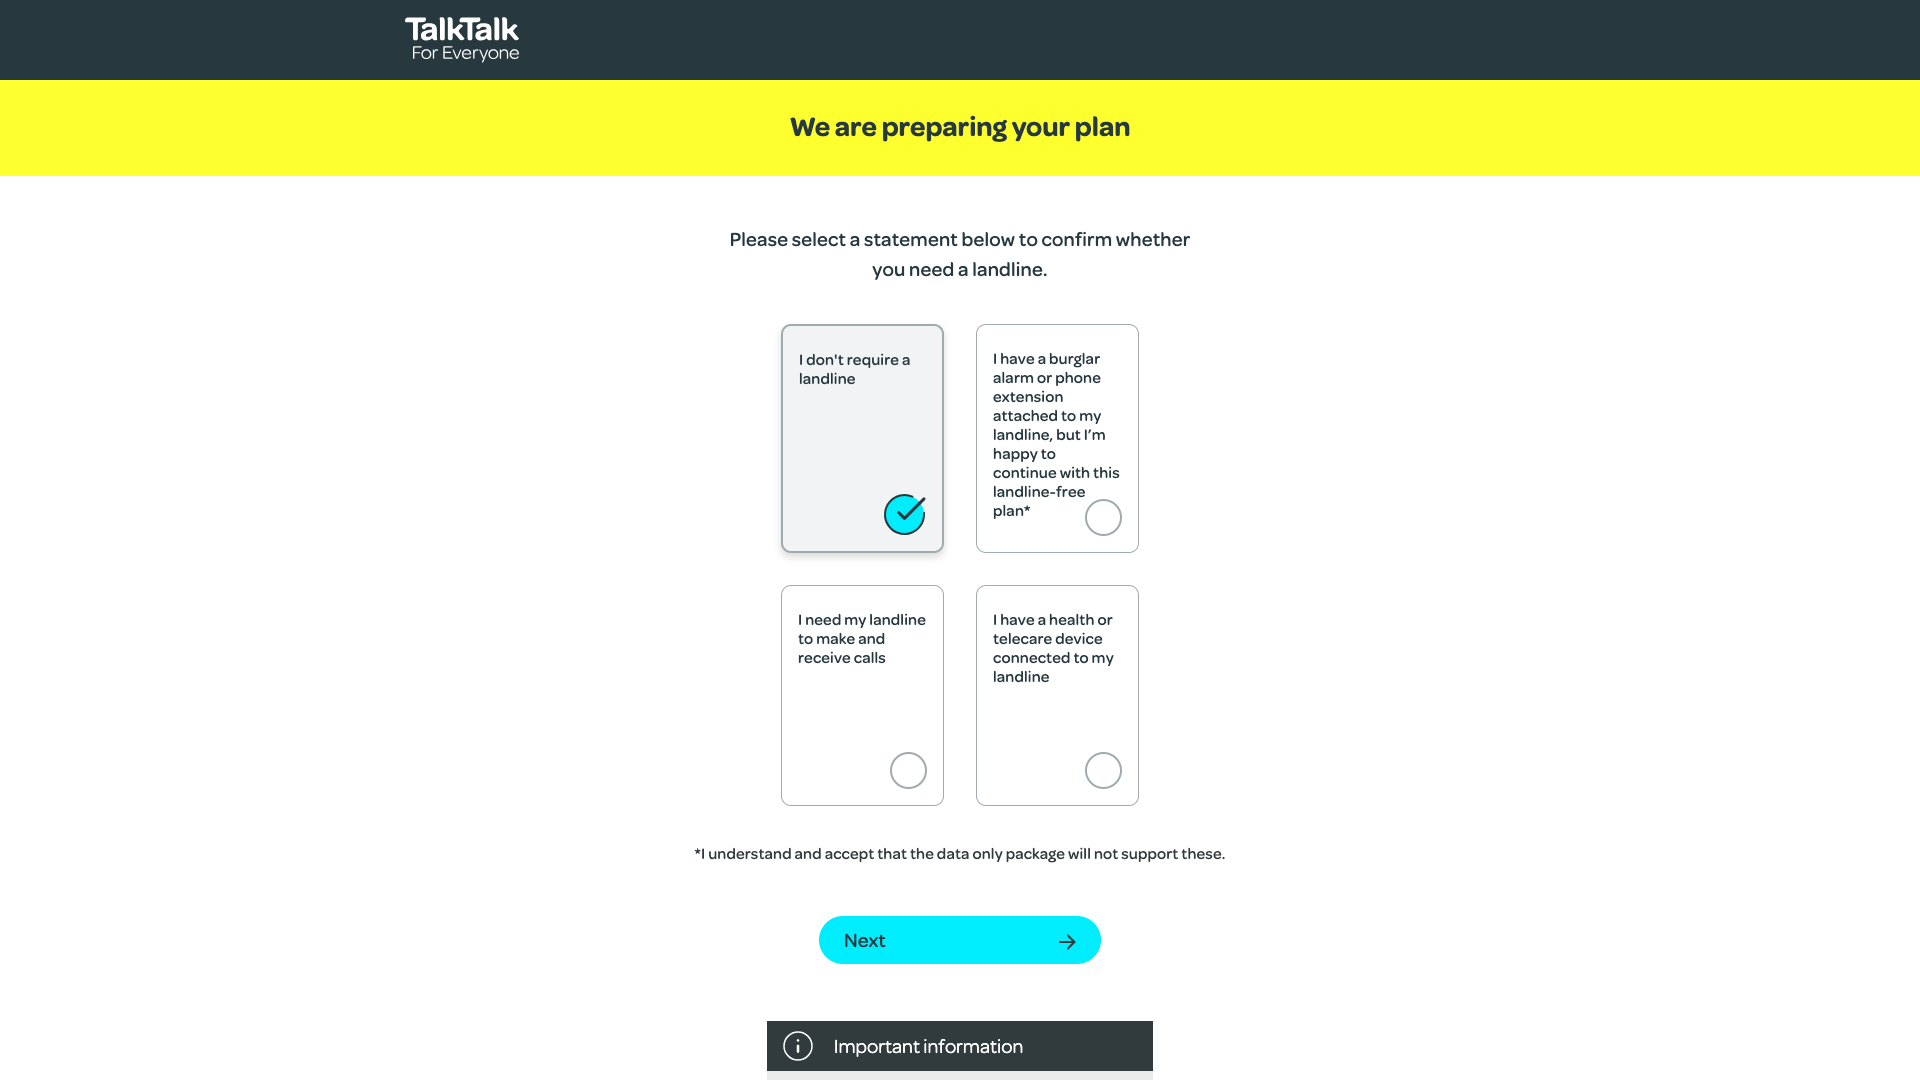 TalkTalk
For Everyone
We are preparing your plan
Please select a statement below to confirm whether
you need a landline.
I don't require a
landline
I have a burglar
alarm or phone
extension
attached to my
landline, but I’m
happy to
continue with this
landline-free
plan*
I need my landline
to make and
receive calls
I have a health or
telecare device
connected to my
landline
*I understand and accept that the data only package will not support these.
Next
Important information